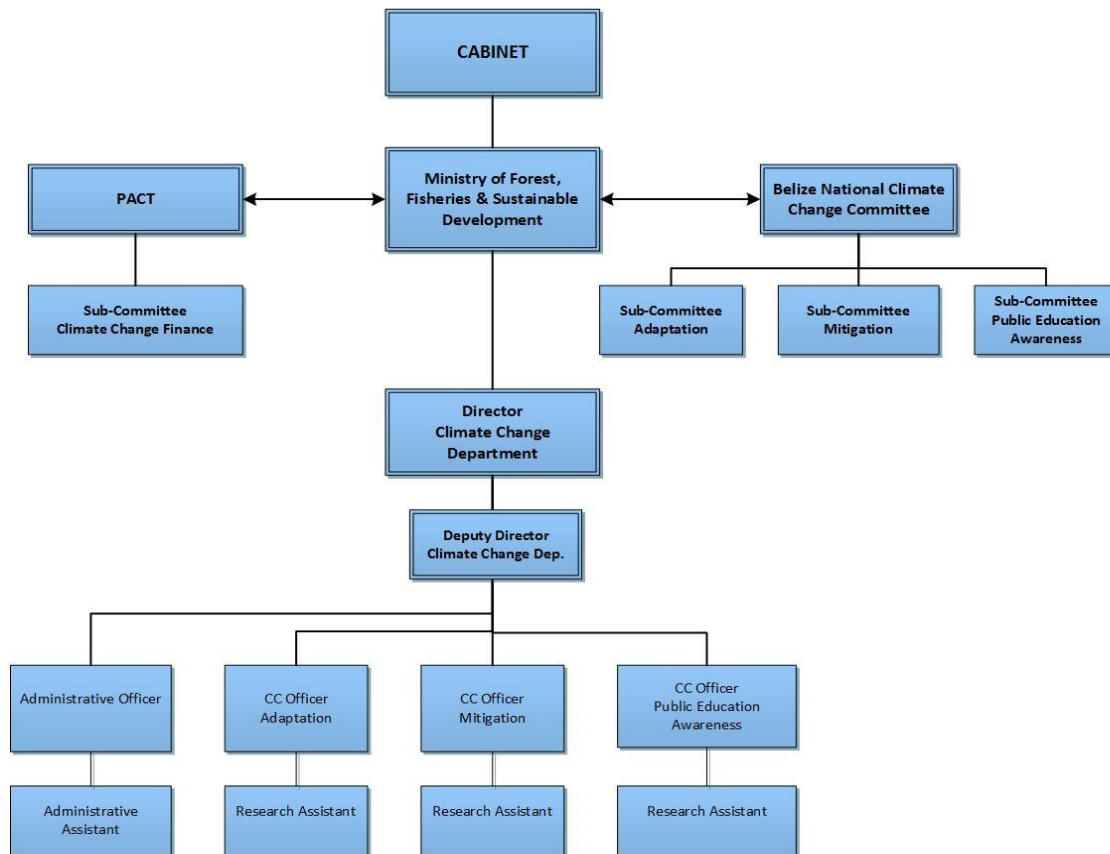 CABINET
PACT
Ministry of Forest,
Fisheries & Sustainable
Development
Belize National Climate
Change Committee
Sub-Committee
Climate Change Finance
Sub-Committee
Adaptation
Sub-Committee
Mitigation
Sub-Committee
Public Education
Awareness
Director
Climate Change
Department
Deputy Director
Climate Change Dep.
Administrative Officer
CC Officer
Adaptation
CC Officer
Mitigation
CC Officer
Public Education
Awareness
Administrative
Assistant
Research Assistant
Research Assistant
Research Assistant